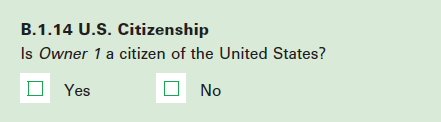 B.1.14 U.S. Citizenship
Is Owner 1 a citizen of the United States?
Yes No